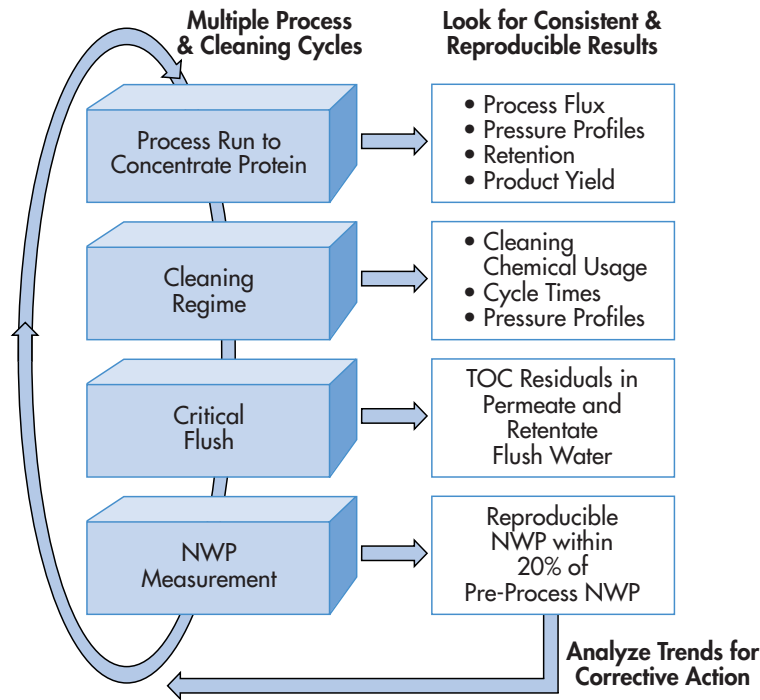 Multiple Process
& Cleaning Cycles
Look for Consistent &
Reproducible Results
Process Run to
Concentrate Protein
• Process Flux
• Pressure Profiles
• Retention
• Product Yield
Cleaning
Regime
• Cleaning
Chemical Usage
• Cycle Times
• Pressure Profiles
Critical
Flush
TOC Residuals in
Permeate and
Retentate
Flush Water
NWP
Measurement
Reproducible
NWP within
20% of
Pre-Process NWP
Analyze Trends for
Corrective Action